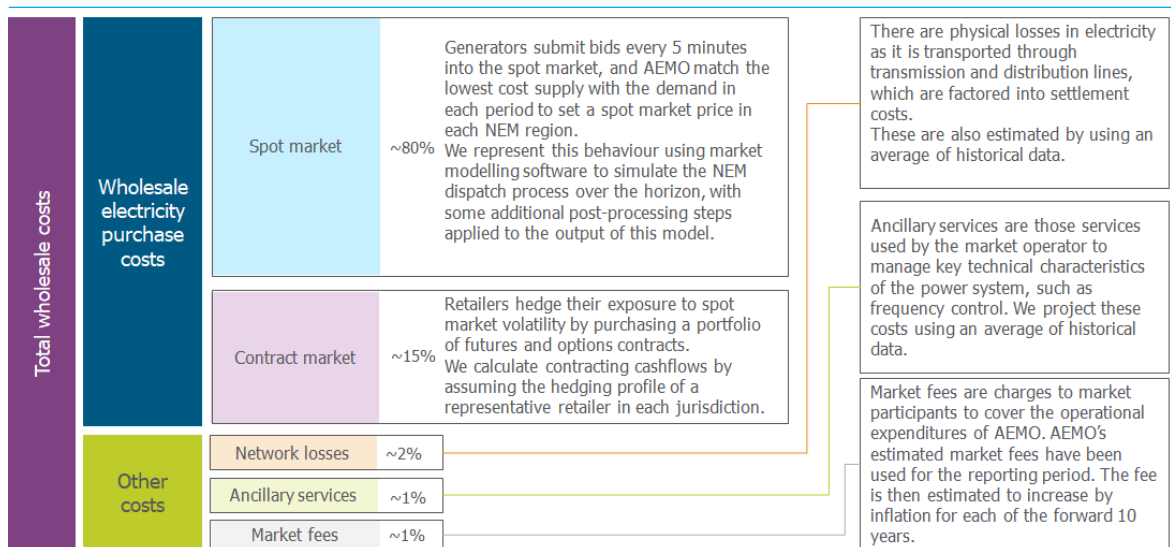 Total wholesale costs
Wholesale
electricity
purchase
costs
Spot market
~80%
Generators submit bids every 5 minutes
into the spot market, and AEMO match the
lowest cost supply with the demand in
each period to set a spot market price in
each NEM region.
We represent this behaviour using market
modelling software to simulate the NEM
dispatch process over the horizon, with
some additional post-processing steps
applied to the output of this model.
Contract market
~15%
Retailers hedge their exposure to spot
market volatility by purchasing a portfolio
of futures and options contracts.
We calculate contracting cashflows by
assuming the hedging profile of a
representative retailer in each jurisdiction.
Other
costs
Network losses
~2%
Ancillary services
~1%
Market fees
~1%
There are physical losses in electricity
as it is transported through
transmission and distribution lines,
which are factored into settlement
costs.
These are also estimated by using an
average of historical data.
Ancillary services are those services
used by the market operator to
manage key technical characteristics
of the power system, such as
frequency control. We project these
costs using an average of historical
data.
Market fees are charges to market
participants to cover the operational
expenditures of AEMO. AEMO's
estimated market fees have been
used for the reporting period. The fee
is then estimated to increase by
inflation for each of the forward 10
years.